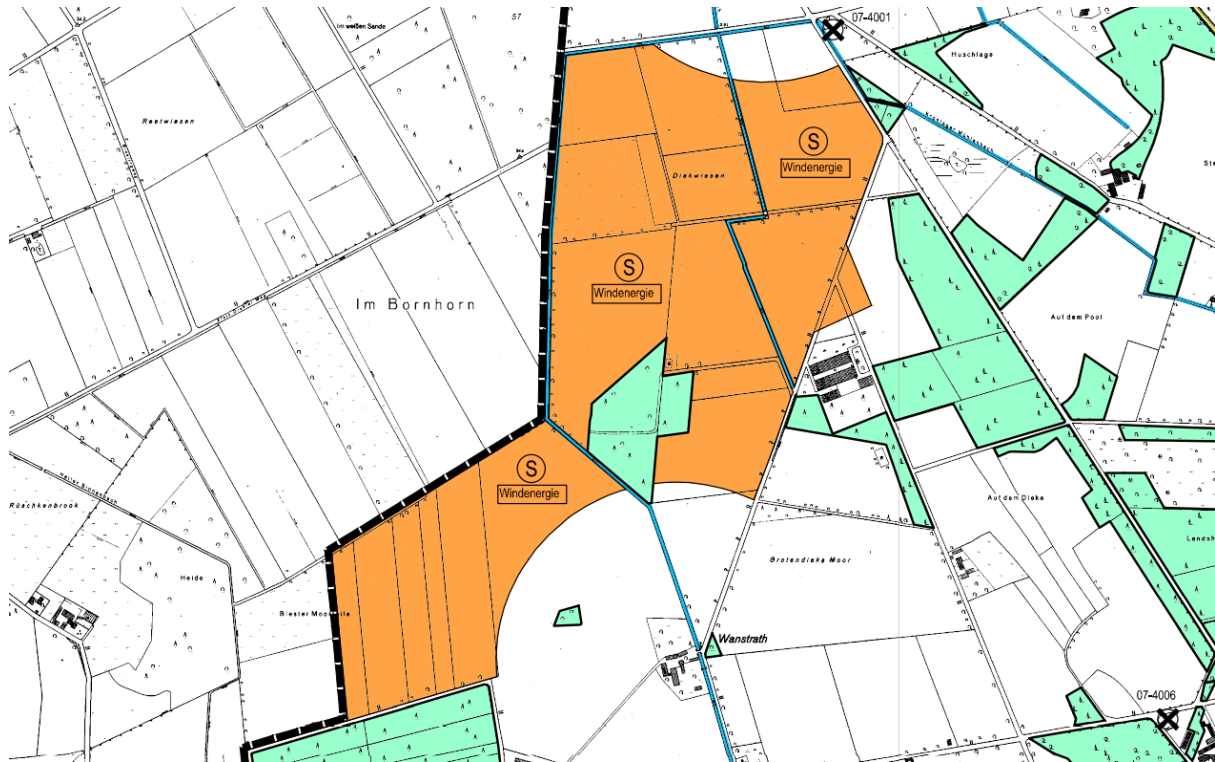 57
Im weißen Sande
07-4001
Huschlage
Reetwiesen
S
Windenergie
Diekwiesen
S
Windenergie
Im Bornhorn
Auf dem Pool
S
Windenergie
Auf dem Dieke
Heide
Grotendieks Moor
Wanstrath
07-4006